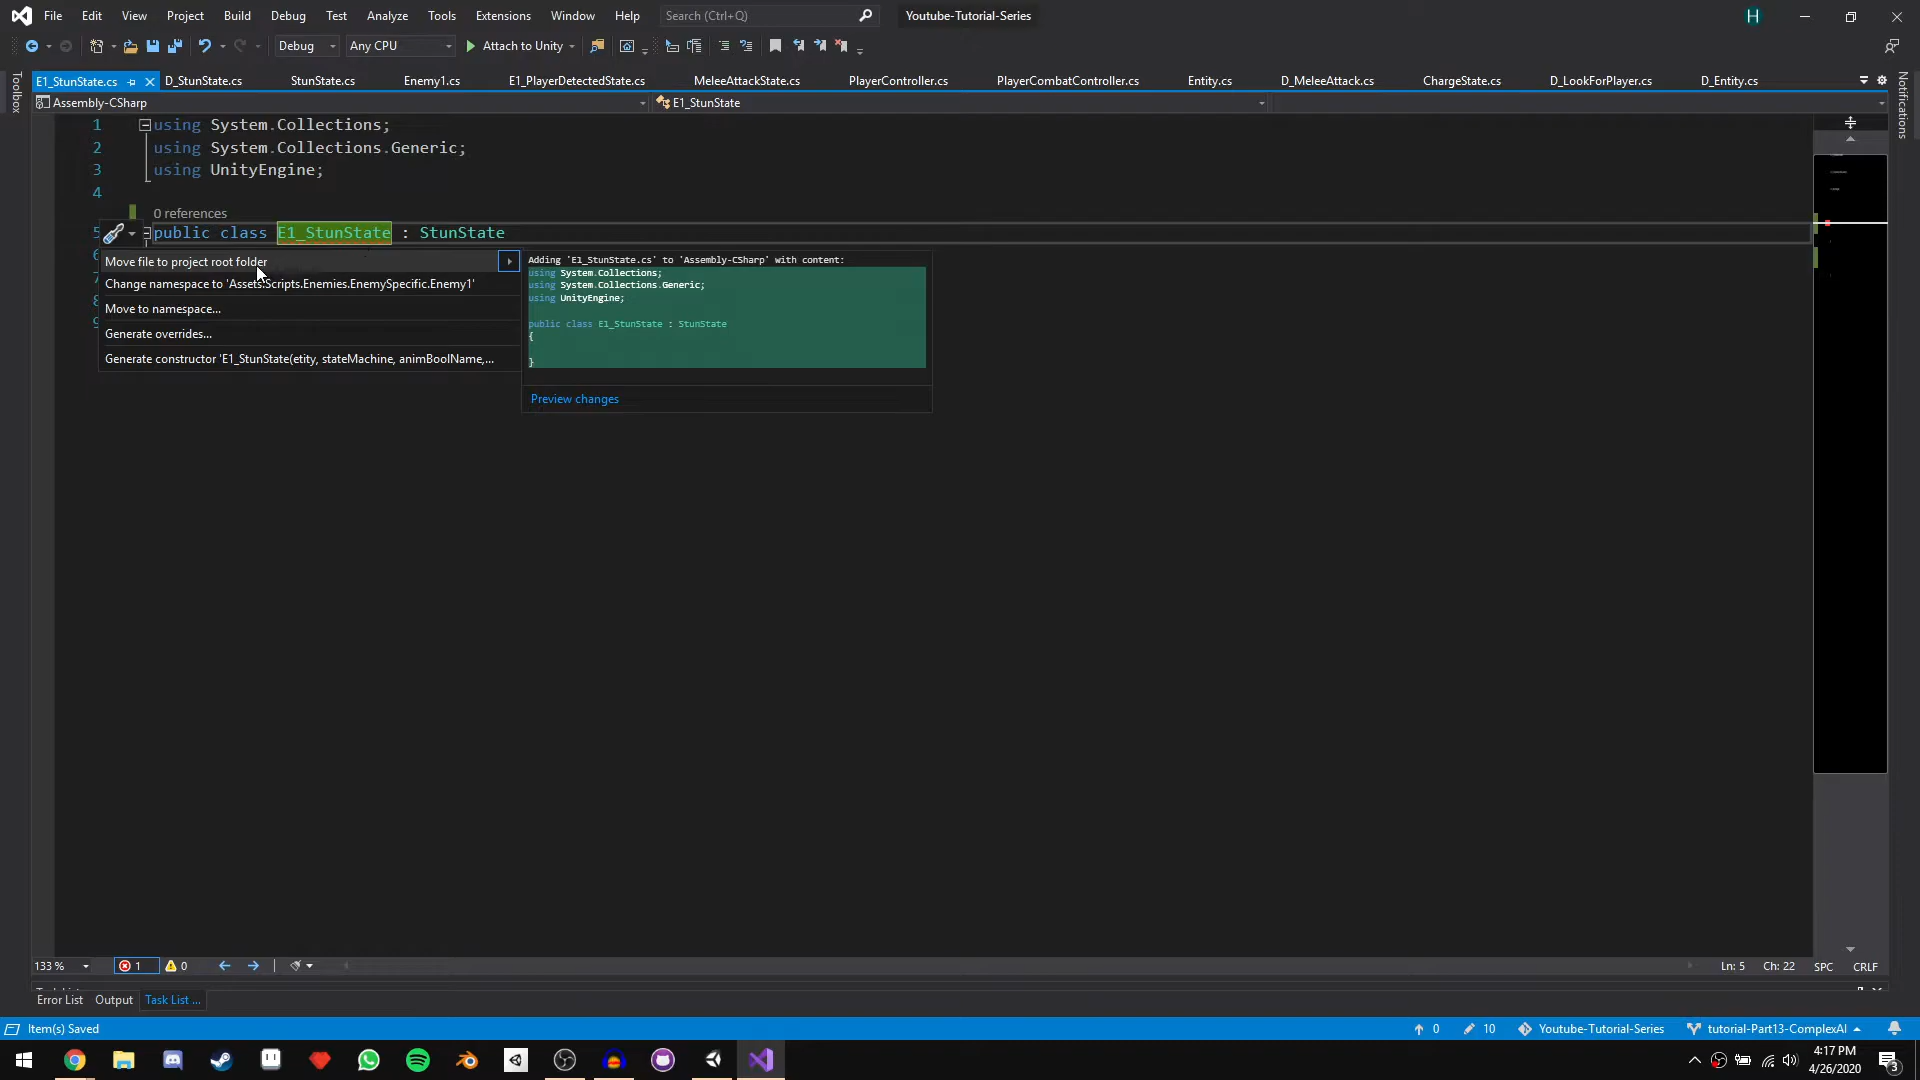 File Edit View Project Build Debug Test Analyze Tools Extensions Window Help Search (Ctrl+Q) Youtube-Tutorial-Series H
Debug Any CPU Attach to Unity
E1_StunState.cs D_StunState.cs StunState.cs Enemy1.cs E1_PlayerDetectedState.cs MeleeAttackState.cs PlayerController.cs PlayerCombatController.cs Entity.cs D_MeleeAttack.cs ChargeState.cs D_LookForPlayer.cs D_Entity.cs
Toolbox
Notifications
Assembly-CSharp E1_StunState
1 using System.Collections;
2 using System.Collections.Generic;
3 using UnityEngine;
4
0 references
5 public class E1_StunState : StunState
Move file to project root folder
Change namespace to 'Assets.Scripts.Enemies.EnemySpecific.Enemy1'
Move to namespace...
Generate overrides...
Generate constructor 'E1_StunState(etity, stateMachine, animBoolName,...
Adding 'E1_StunState.cs' to 'Assembly-CSharp' with content:
using System.Collections;
using System.Collections.Generic;
using UnityEngine;
public class E1_StunState : StunState
{
}
Preview changes
133 % 1 0 Ln: 5 Ch: 22 SPC CRLF
Error List Output Task List ...
Item(s) Saved 0 10 Youtube-Tutorial-Series tutorial-Part13-ComplexAI
4:17 PM
4/26/2020
3